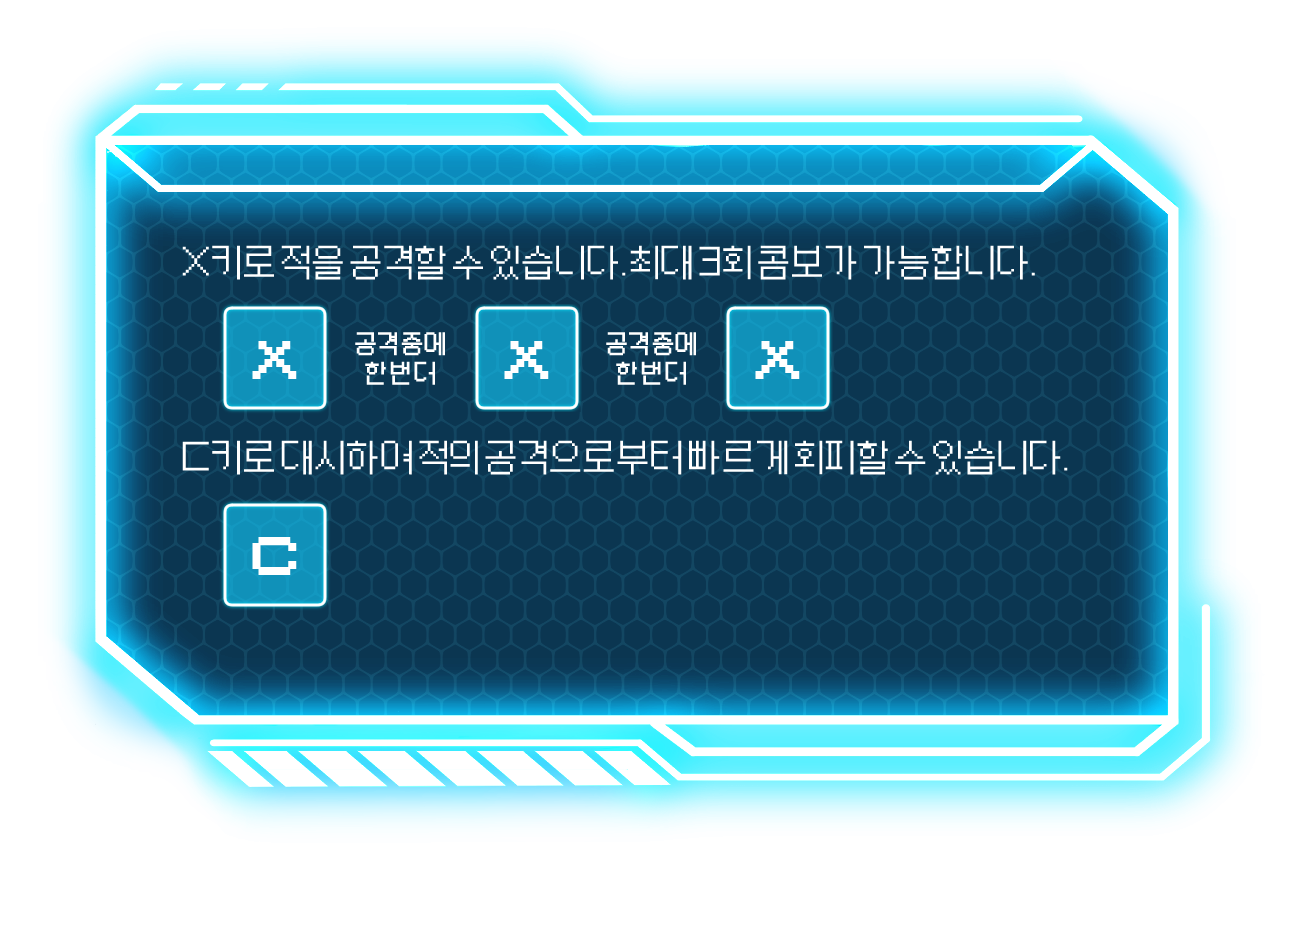 X키로 적을 공격할 수 있습니다.최대 3회 콤보가 가능합니다.
X 공격중에 X 공격중에 X
한번더 한번더
C키로 대시하여 적의 공격으로부터 빠르게 회피할 수 있습니다.
C